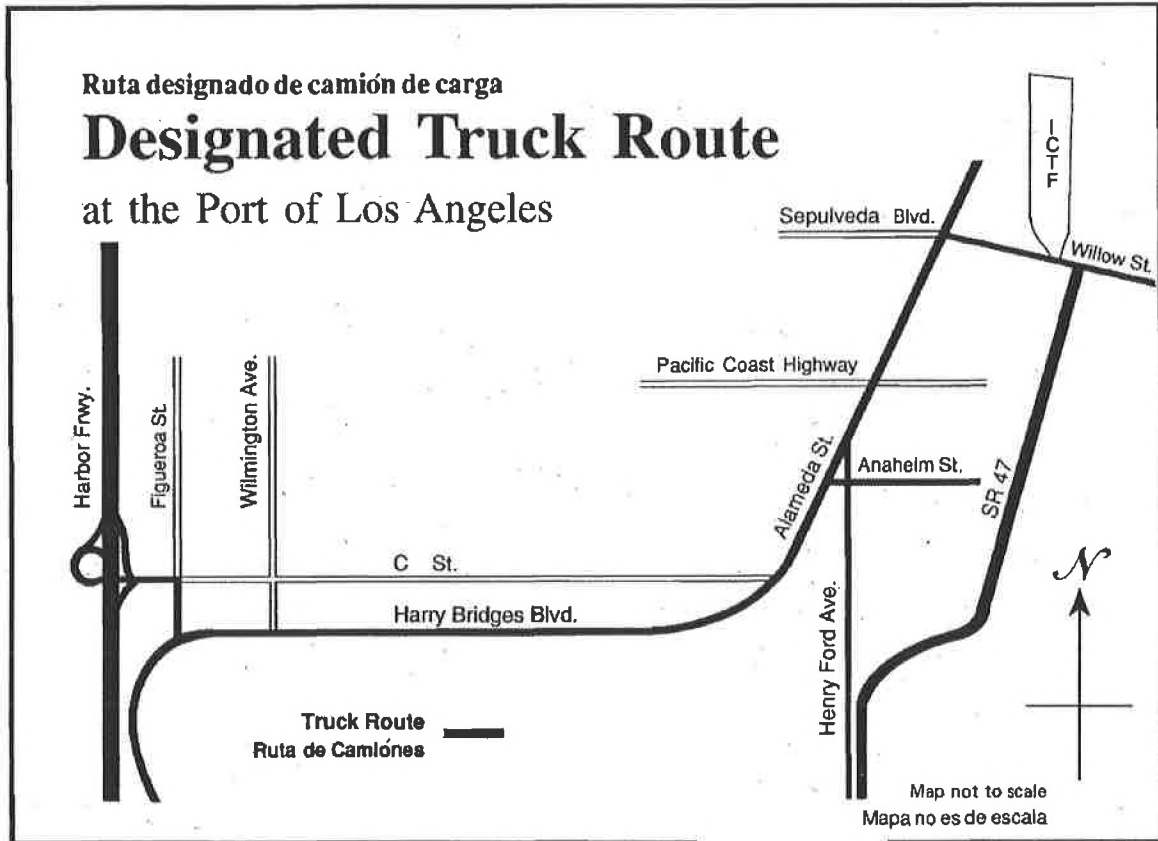 Ruta designado de camión de carga
Designated Truck Route
at the Port of Los Angeles
ICTF
Sepulveda Blvd.
Willow St.
Pacific Coast Highway
Harbor Frwy.
Figueroa St.
Wilmington Ave.
Alameda St.
Anaheim St.
SR 47
C St.
Harry Bridges Blvd.
Henry Ford Ave.
N
Truck Route
Ruta de Camiónes
Map not to scale
Mapa no es de escala